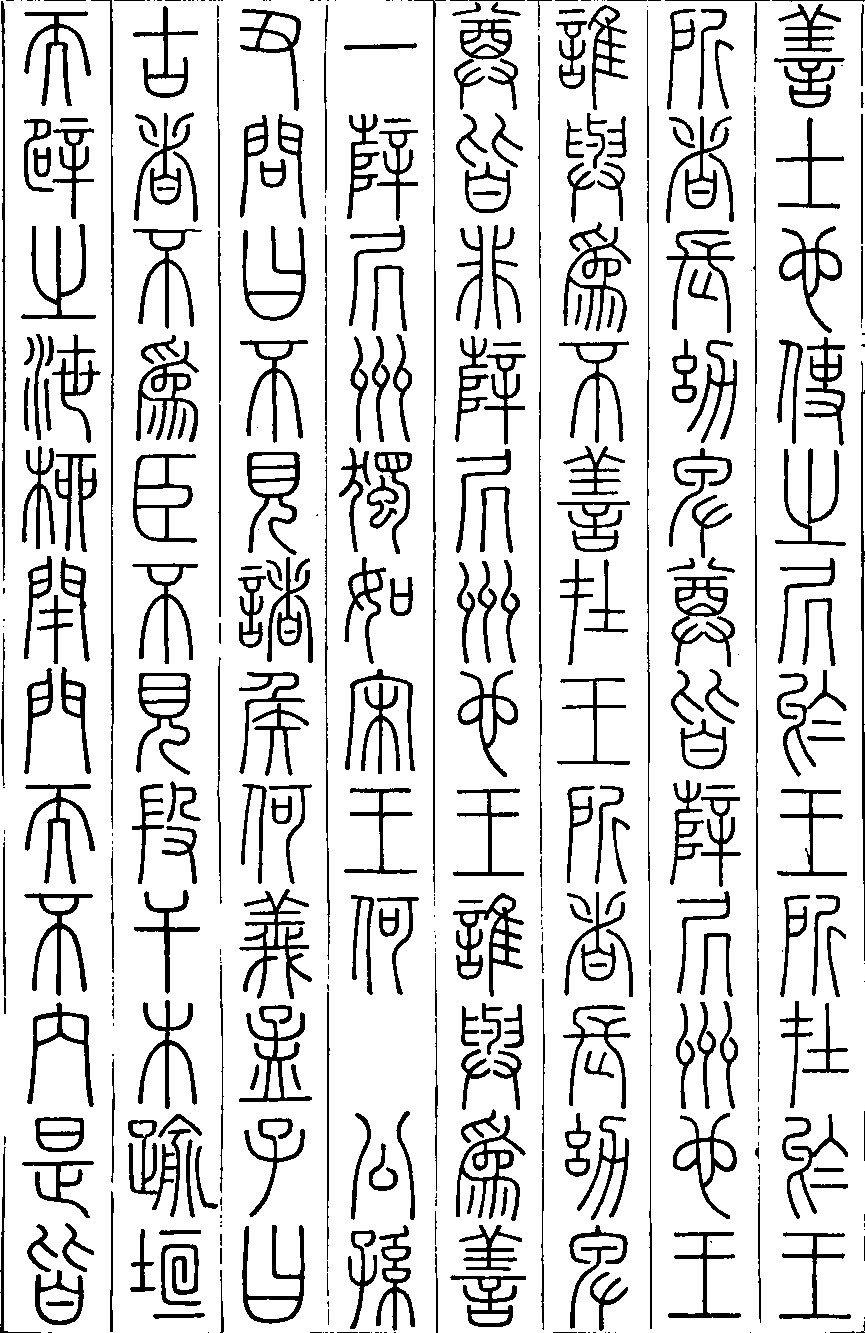 善士也使之居於王所在於王
所者長幼卑尊皆薛居州也王
誰與為不善在王所者長幼卑
尊皆非薛居州也王誰與為善
一薛居州獨如宋王何　公孫
丑問曰不見諸侯何義孟子曰
古者不為臣不見段干木踰垣
而辟之泄柳閉門而不內是皆